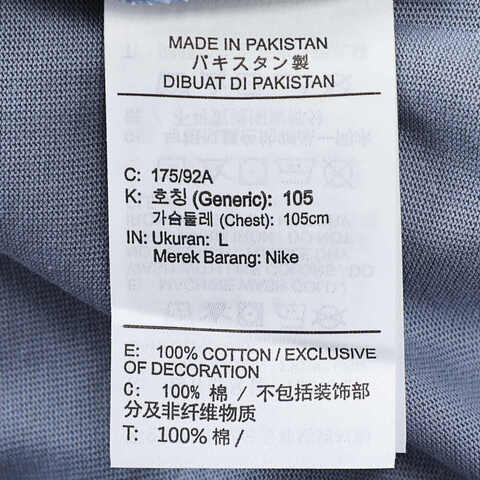 MADE IN PAKISTAN
パキスタン製
DIBUAT DI PAKISTAN
C: 175/92A
K: 호칭 (Generic): 105
가슴둘레 (Chest): 105cm
IN: Ukuran: L
Merek Barang: Nike
E: 100% COTTON / EXCLUSIVE
OF DECORATION
C: 100% 棉 / 不包括装饰部
分及非纤维物质
T: 100% 棉 /